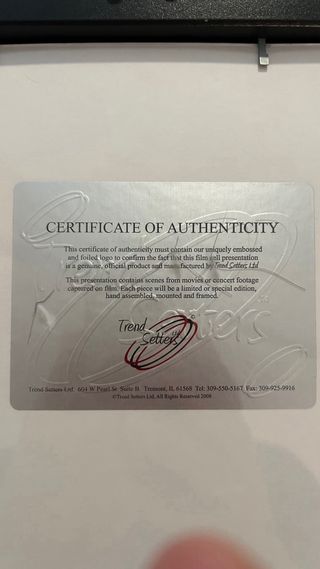 CERTIFICATE OF AUTHENTICITY
This certificate of authenticity must contain our uniquely embossed
and foiled logo to confirm the fact that this film cell presentation
is a genuine, official product and manufactured by Trend Setters Ltd
This presentation contains scenes from movies or concert footage
captured on film. Each piece will be a limited or special edition,
hand assembled, mounted and framed.
Trend
Setters Ltd
Trend Setters Ltd. 604 W Pearl St. Suite B Tremont, IL 61568 Tel: 309-550-5167 Fax: 309-925-9916
©Trend Setters Ltd. All Rights Reserved 2008